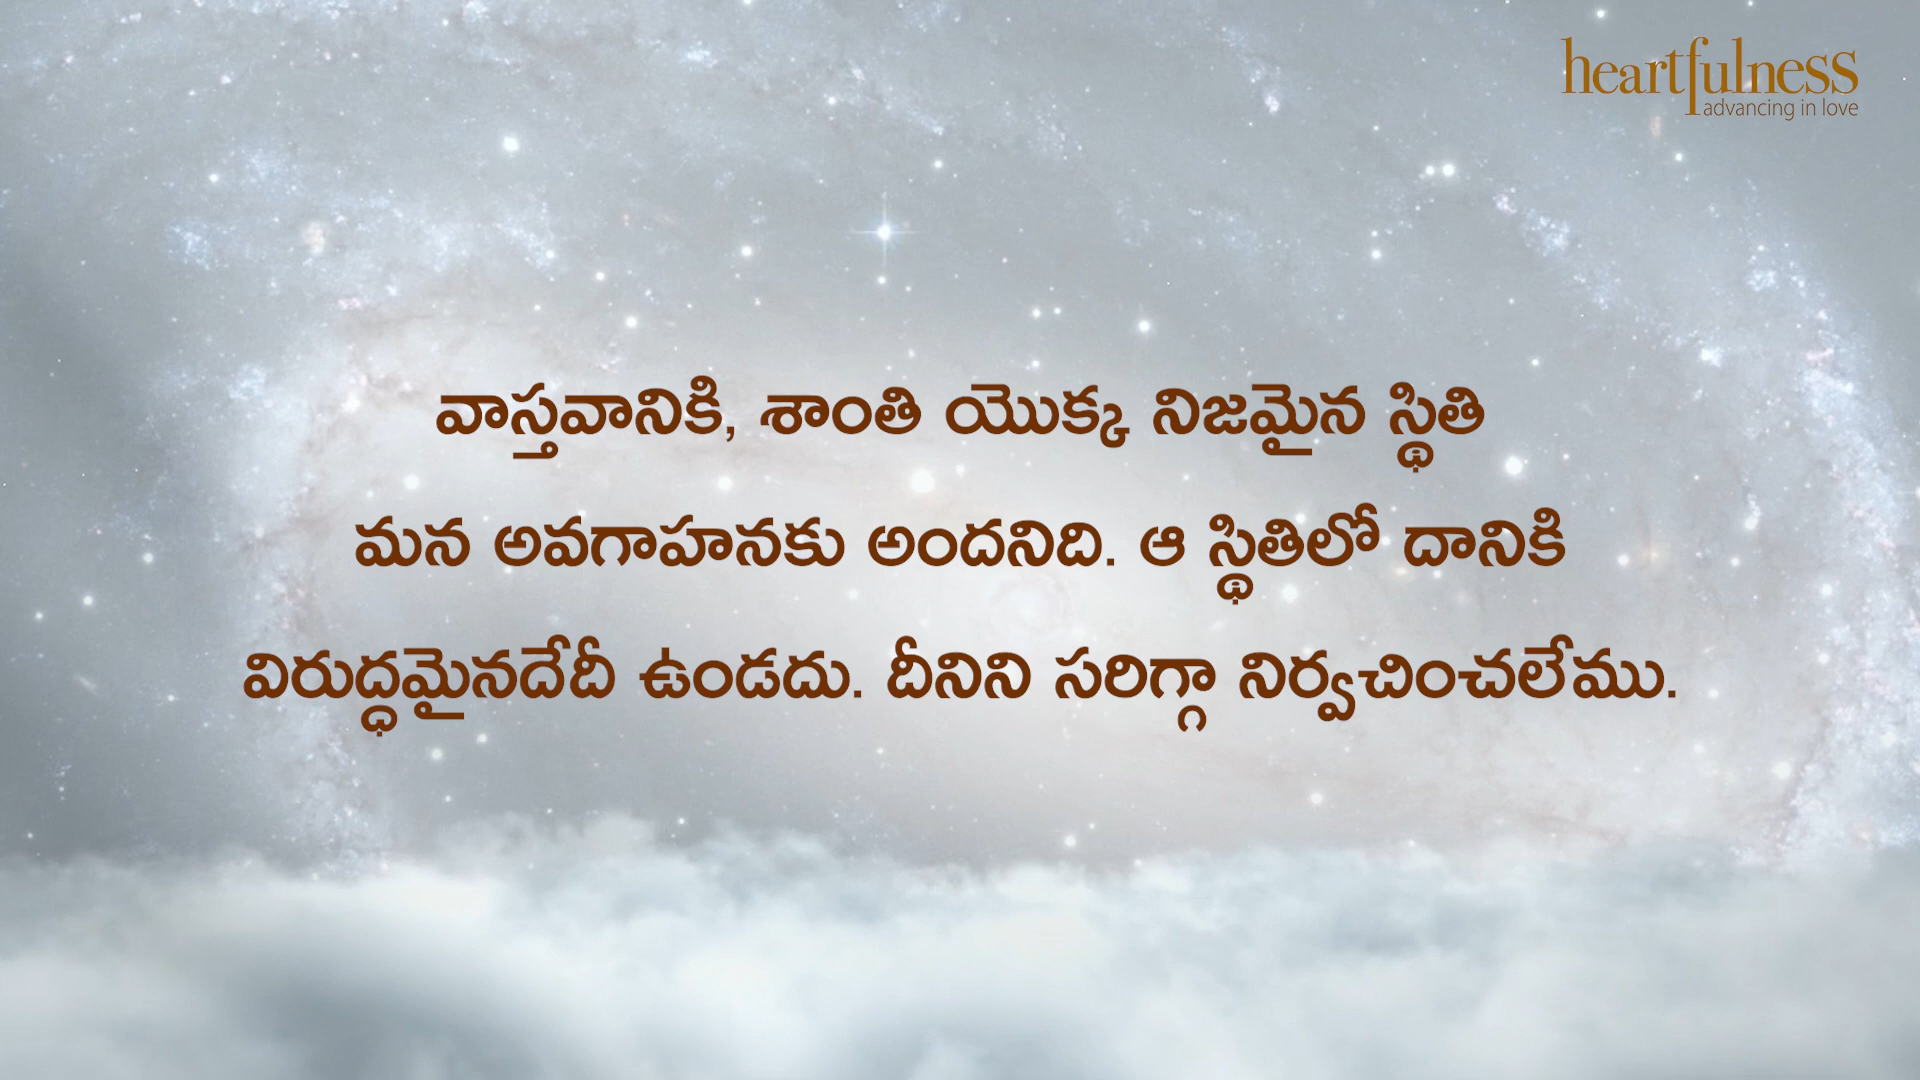 heartfulness
advancing in love
వాస్తవానికి, శాంతి యొక్క నిజమైన స్థితి
మన అవగాహనకు అందనిది. ఆ స్థితిలో దానికి
విరుద్ధమైనదేదీ ఉండదు. దీనిని సరిగ్గా నిర్వచించలేము.